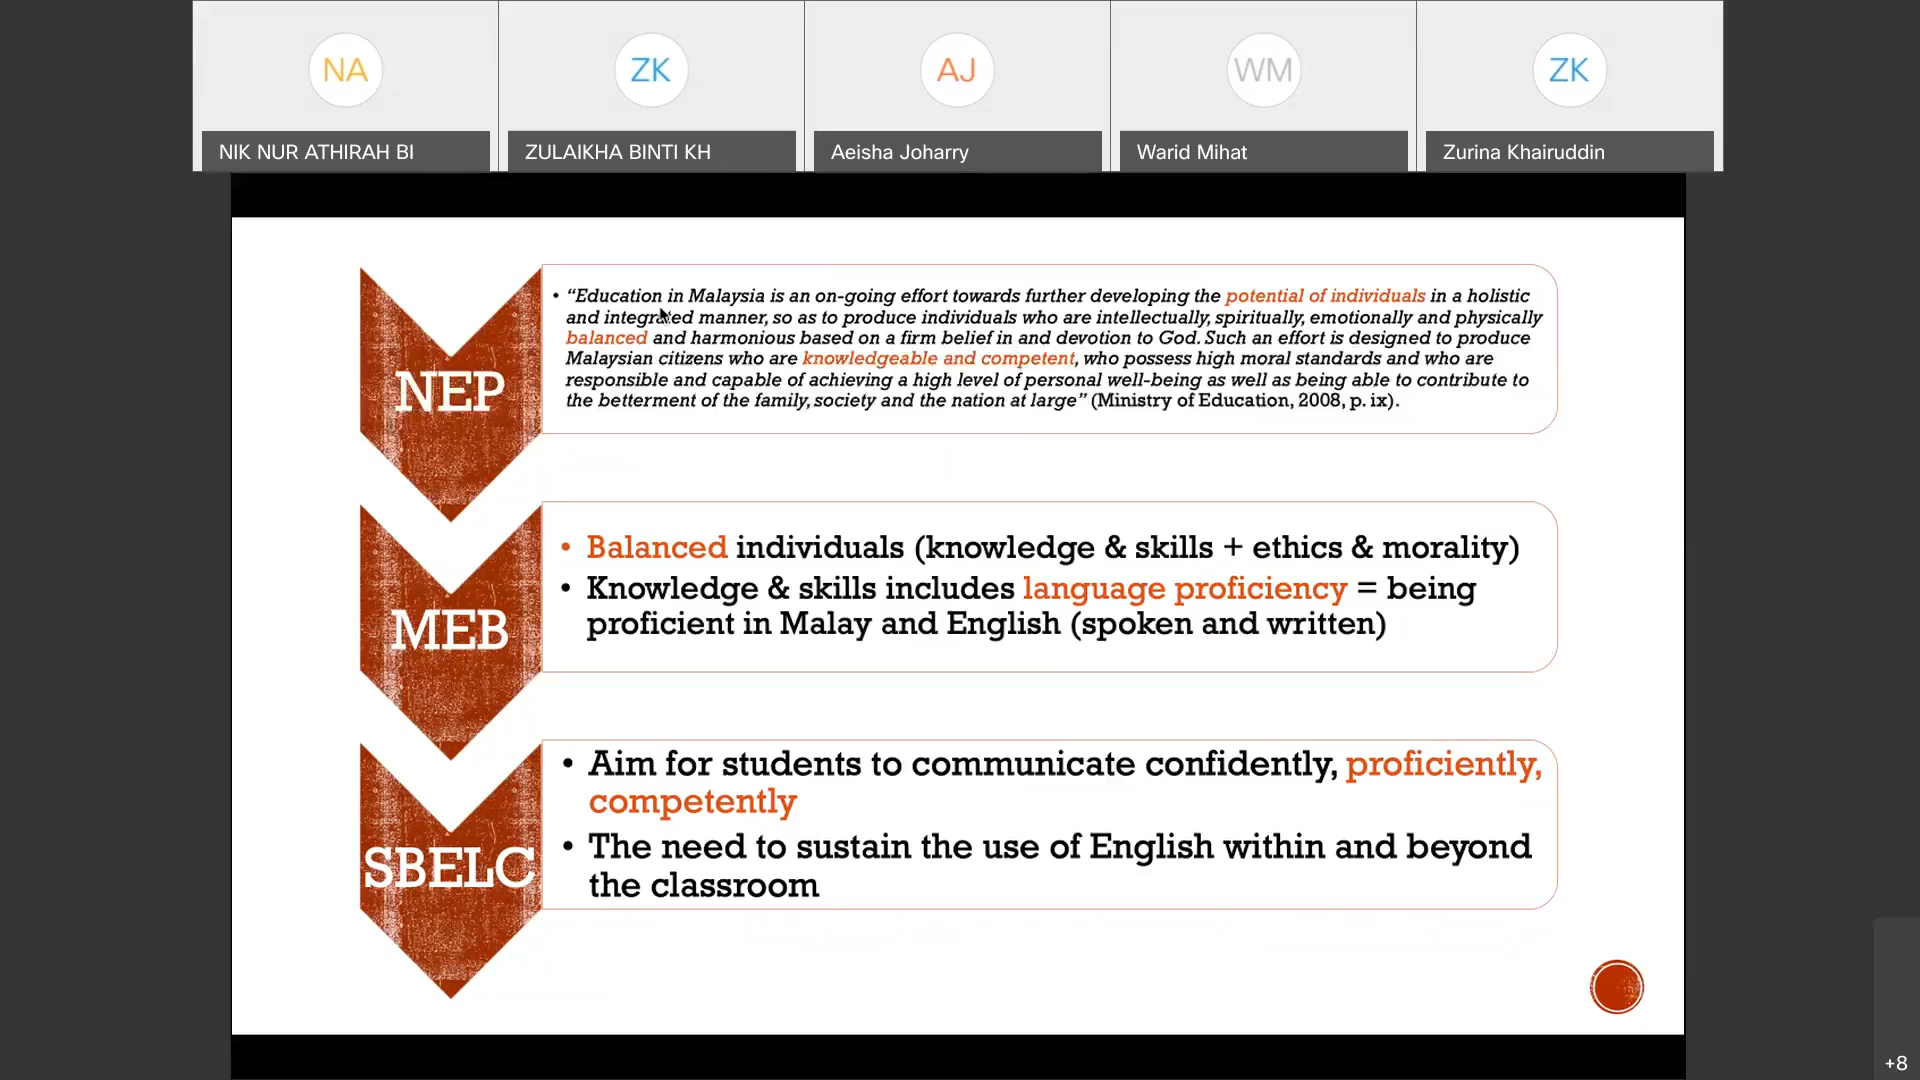 NA
ZK
AJ
WM
ZK
NIK NUR ATHIRAH BI
ZULAIKHA BINTI KH
Aeisha Joharry
Warid Mihat
Zurina Khairuddin
NEP
• “Education in Malaysia is an on-going effort towards further developing the potential of individuals in a holistic
and integrated manner, so as to produce individuals who are intellectually, spiritually, emotionally and physically
balanced and harmonious based on a firm belief in and devotion to God. Such an effort is designed to produce
Malaysian citizens who are knowledgeable and competent, who possess high moral standards and who are
responsible and capable of achieving a high level of personal well-being as well as being able to contribute to
the betterment of the family, society and the nation at large” (Ministry of Education, 2008, p. ix).
MEB
• Balanced individuals (knowledge & skills + ethics & morality)
• Knowledge & skills includes language proficiency = being
proficient in Malay and English (spoken and written)
SBELC
• Aim for students to communicate confidently, proficiently,
competently
• The need to sustain the use of English within and beyond
the classroom
+8